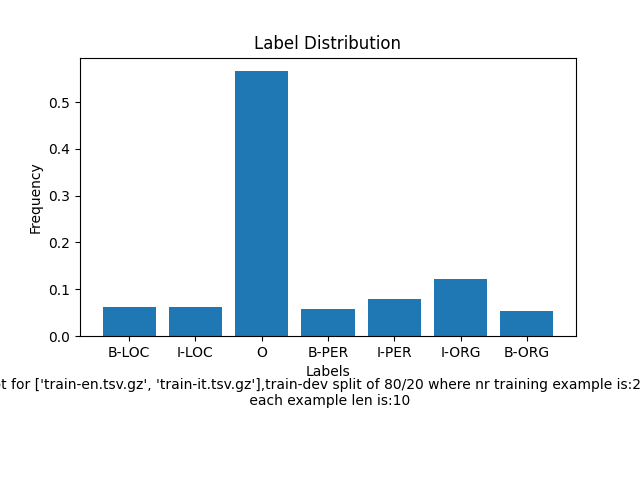 Label Distribution
0.5
0.4
0.3
0.2
0.1
0.0
Frequency
B-LOC I-LOC O B-PER I-PER I-ORG B-ORG
Labels
for ['train-en.tsv.gz', 'train-it.tsv.gz'],train-dev split of 80/20 where nr training example
each example len is:10